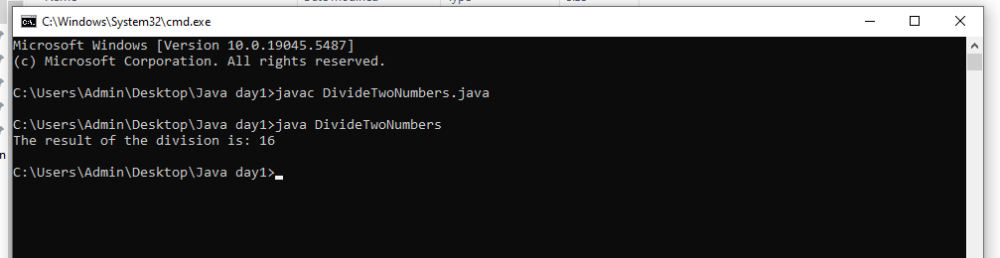 C:\Windows\System32\cmd.exe
Microsoft Windows [Version 10.0.19045.5487]
(c) Microsoft Corporation. All rights reserved.
C:\Users\Admin\Desktop\Java day1>javac DivideTwoNumbers.java
C:\Users\Admin\Desktop\Java day1>java DivideTwoNumbers
The result of the division is: 16
C:\Users\Admin\Desktop\Java day1>